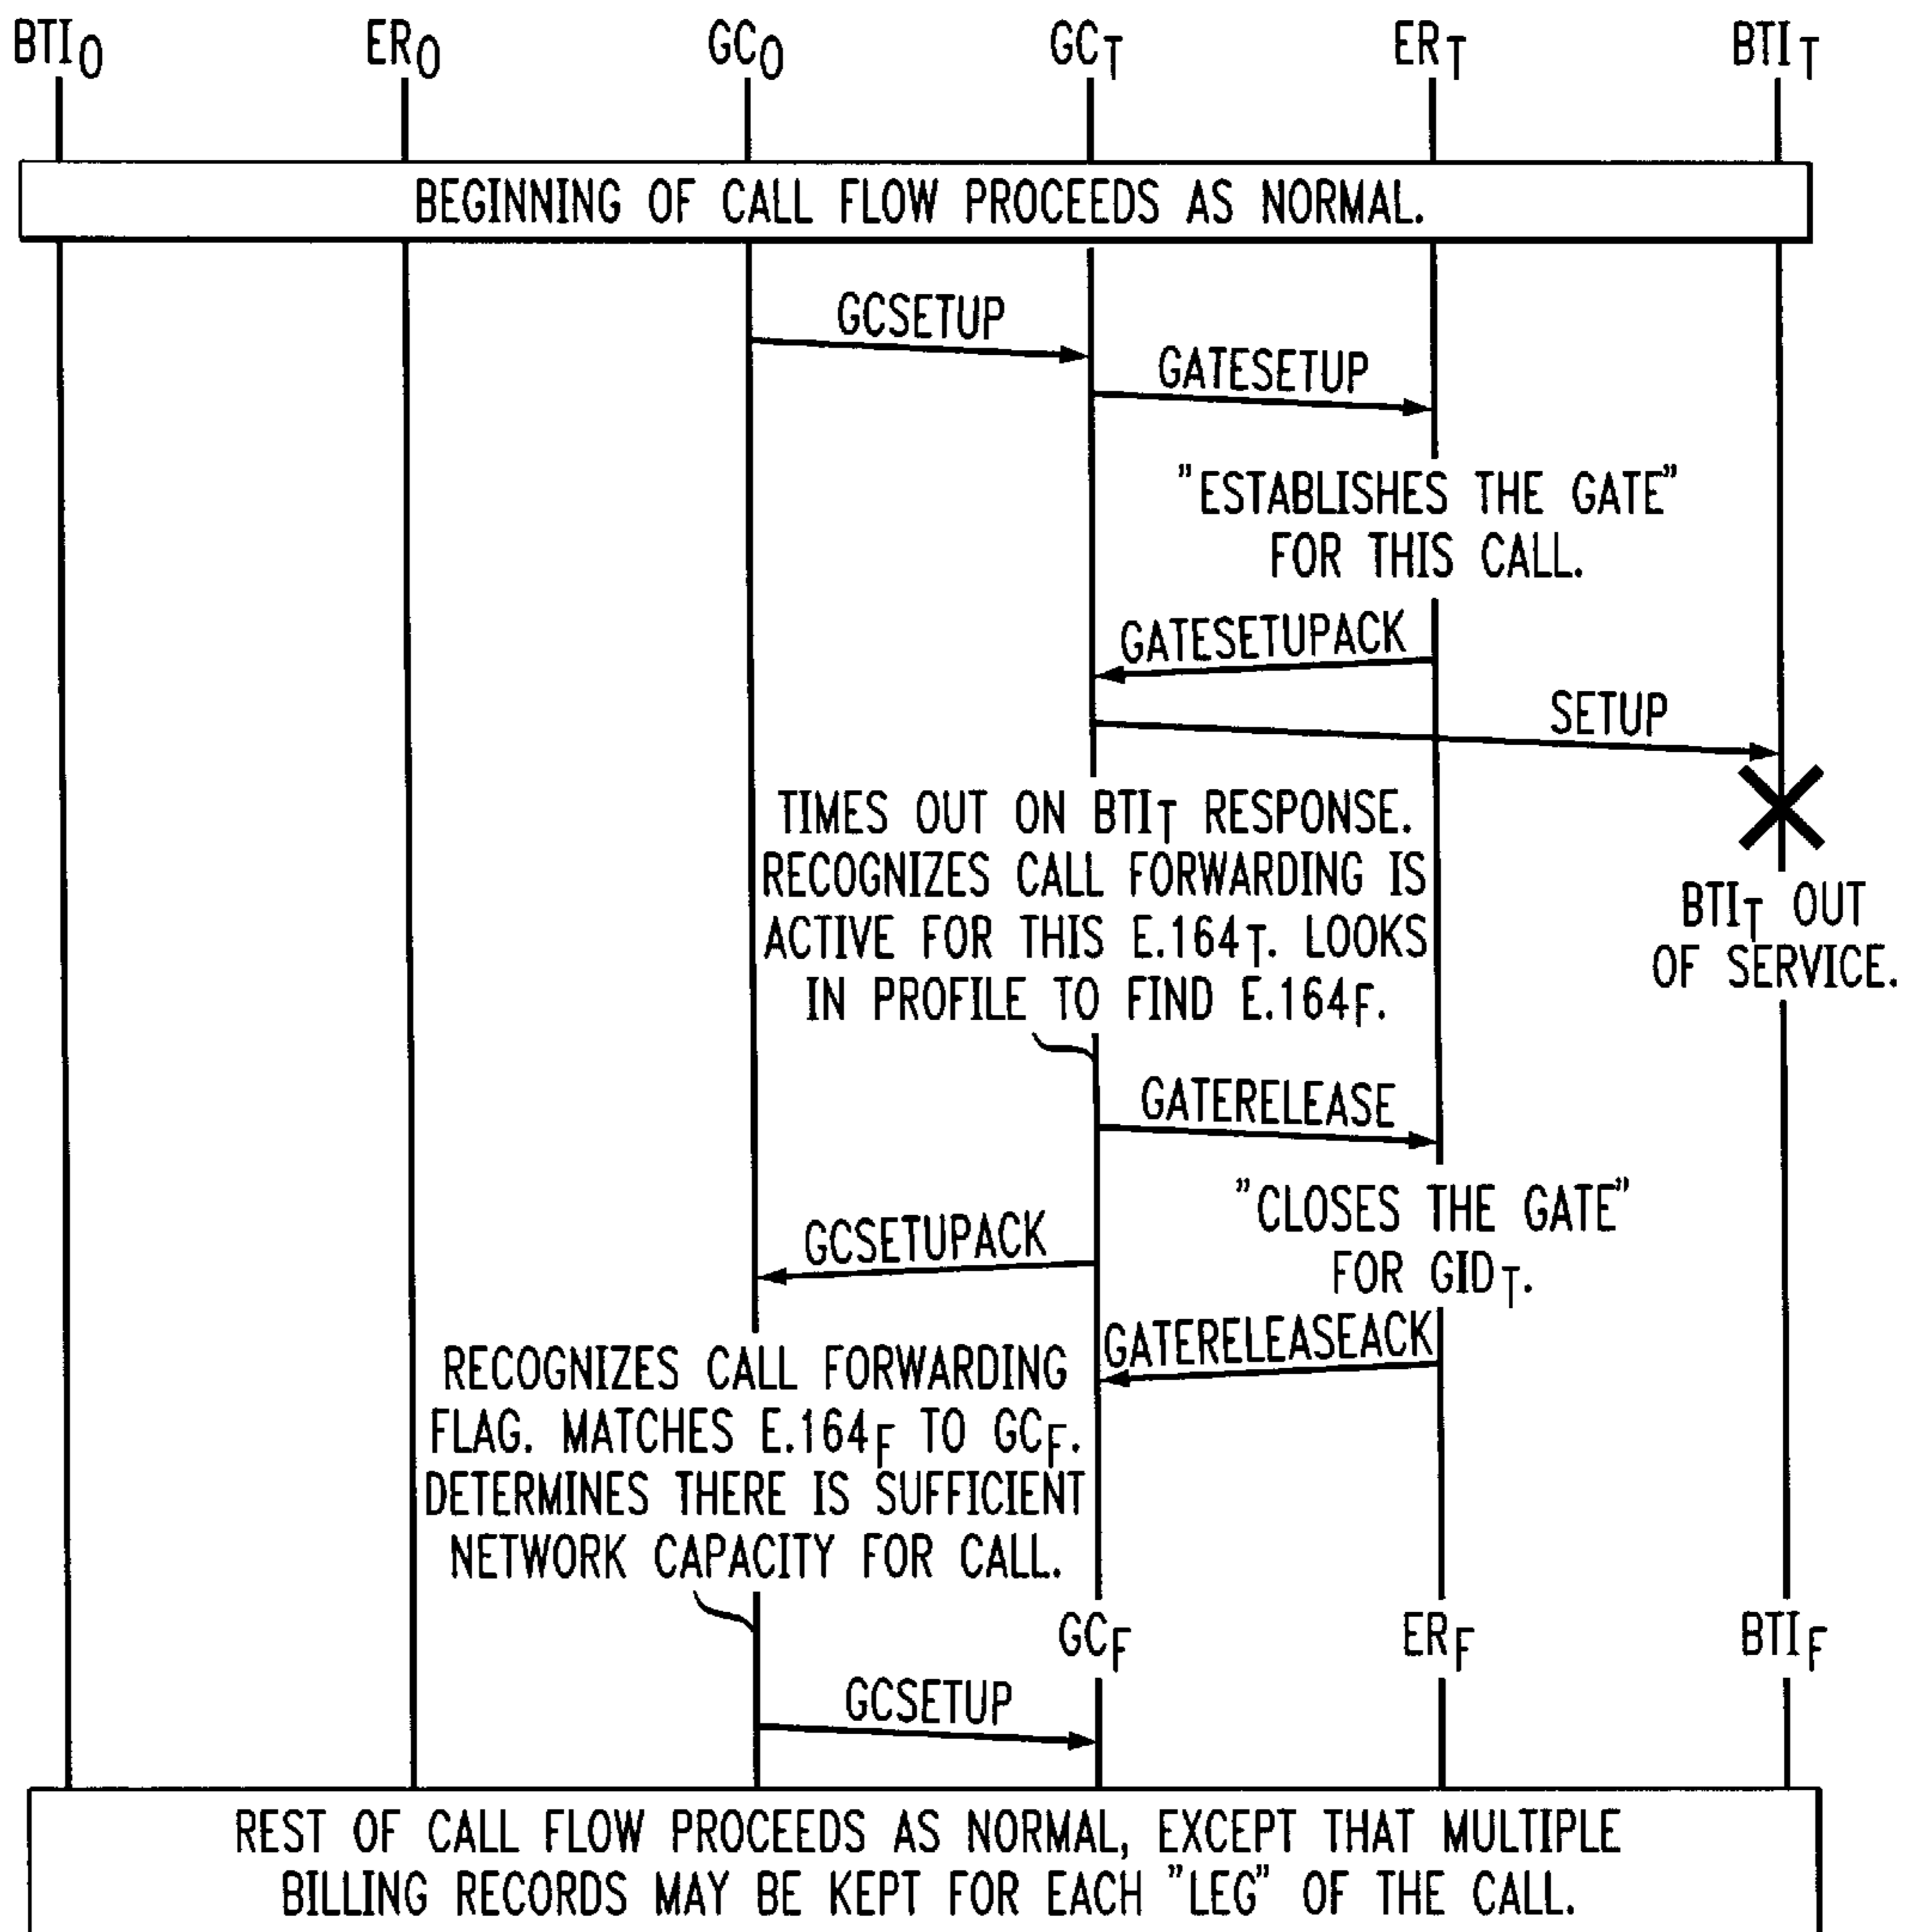 BTIO ERO GCO GCT ERT BTIT
BEGINNING OF CALL FLOW PROCEEDS AS NORMAL.
GCSETUP
GATESETUP
"ESTABLISHES THE GATE"
FOR THIS CALL.
GATESETUPACK
SETUP
TIMES OUT ON BTIT RESPONSE.
RECOGNIZES CALL FORWARDING IS
ACTIVE FOR THIS E.164T. LOOKS
IN PROFILE TO FIND E.164F.
BTIT OUT
OF SERVICE.
GATERELEASE
"CLOSES THE GATE"
FOR GIDT.
GCSETUPACK
GATERELEASEACK
RECOGNIZES CALL FORWARDING
FLAG. MATCHES E.164F TO GCF.
DETERMINES THERE IS SUFFICIENT
NETWORK CAPACITY FOR CALL.
GCF ERF BTIF
GCSETUP
REST OF CALL FLOW PROCEEDS AS NORMAL, EXCEPT THAT MULTIPLE
BILLING RECORDS MAY BE KEPT FOR EACH "LEG" OF THE CALL.